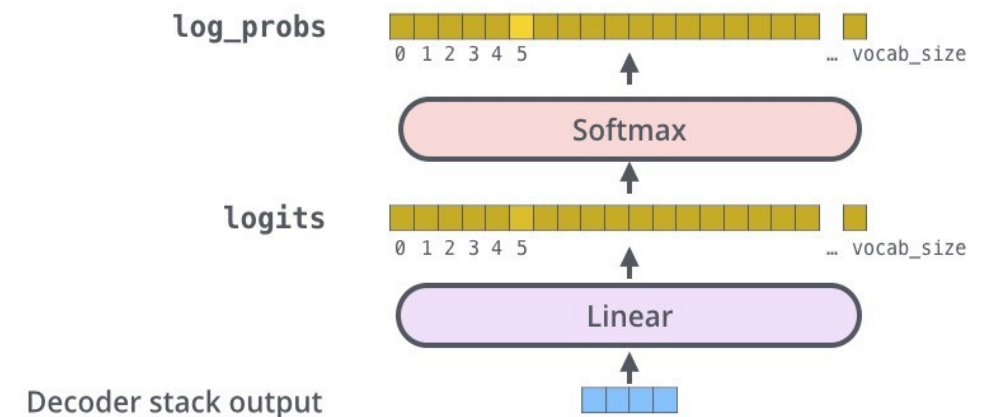 log_probs
0 1 2 3 4 5 … vocab_size
Softmax
logits
0 1 2 3 4 5 … vocab_size
Linear
Decoder stack output